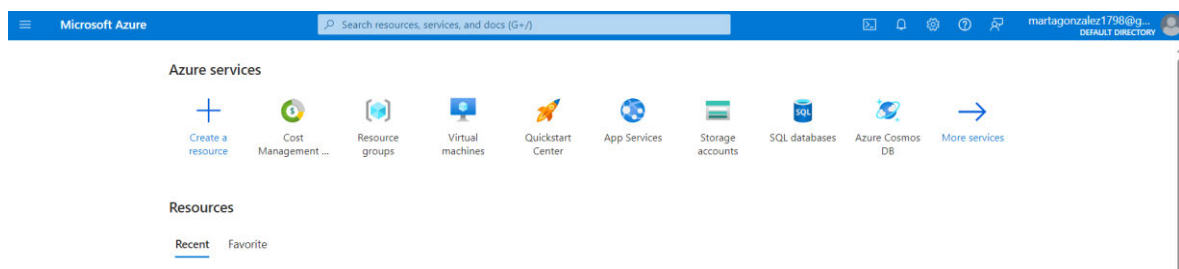 Microsoft Azure
Search resources, services, and docs (G+/)
martagonzalez1798@g...
DEFAULT DIRECTORY
Azure services
Create a
resource
Cost
Management ...
Resource
groups
Virtual
machines
Quickstart
Center
App Services
Storage
accounts
SQL
SQL databases
Azure Cosmos
DB
More services
Resources
Recent Favorite